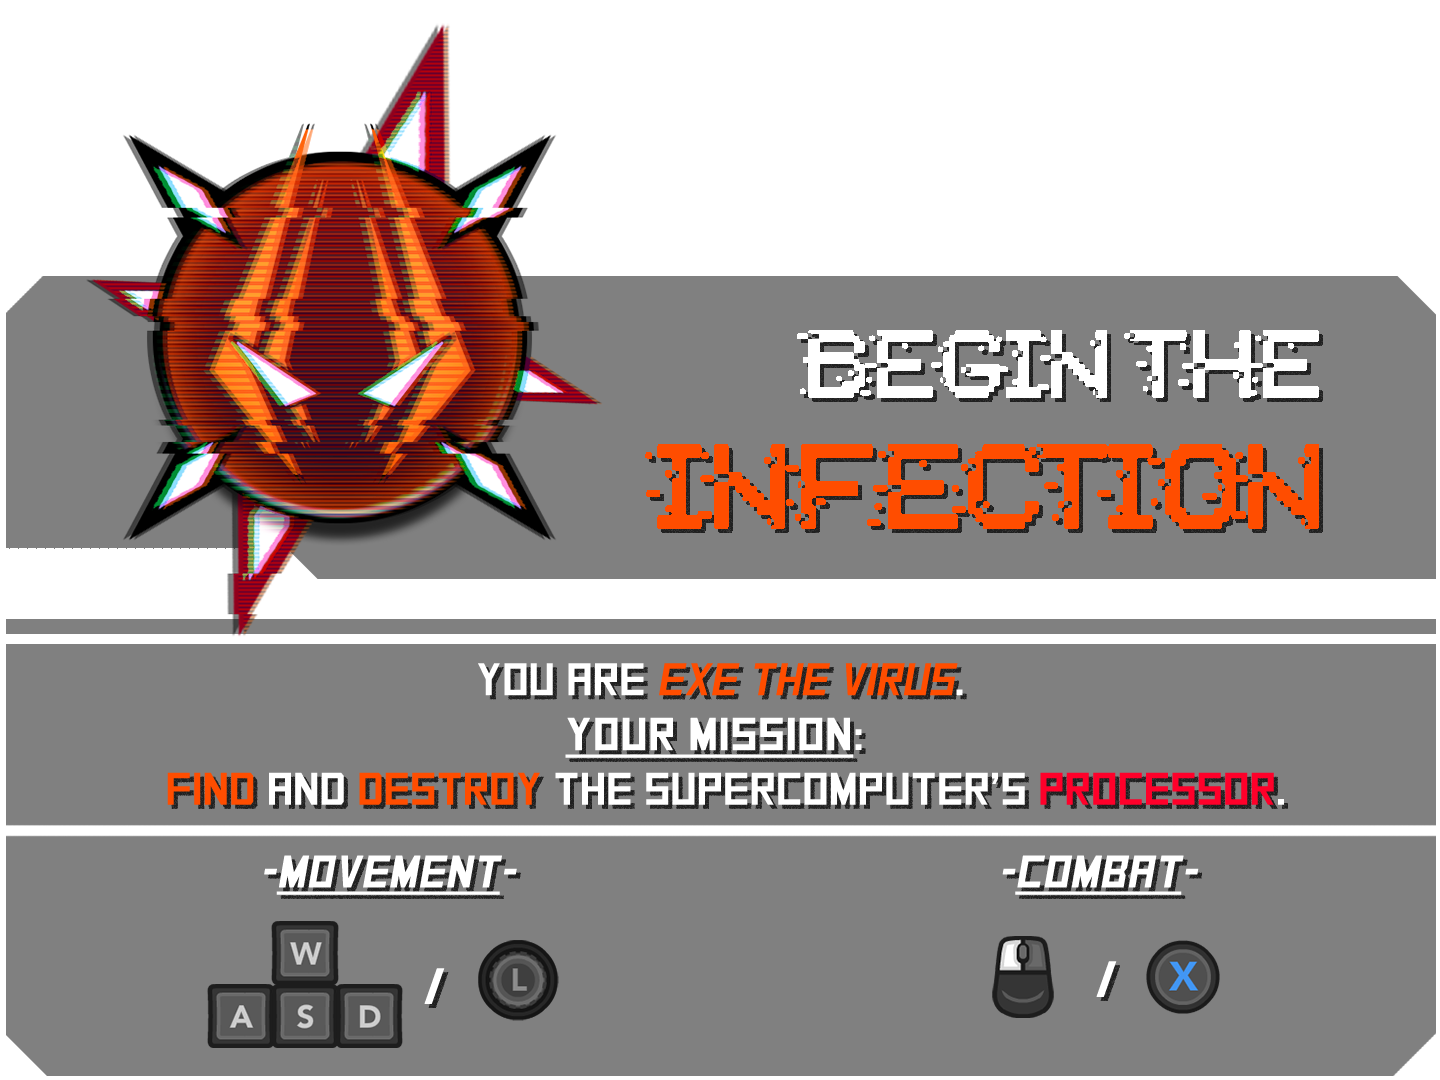 BEGIN THE
INFECTION
YOU ARE EXE THE VIRUS.
YOUR MISSION:
FIND AND DESTROY THE SUPERCOMPUTER'S PROCESSOR.
-MOVEMENT-
-COMBAT-
W
A S D / L
/ X